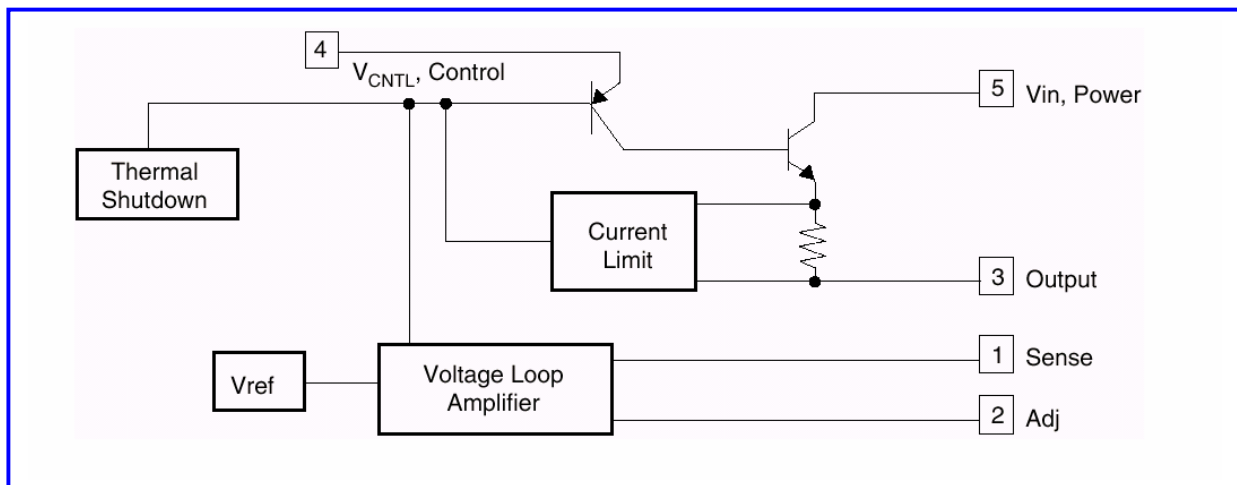 4
V_CNTL, Control
5 Vin, Power
Thermal
Shutdown
Current
Limit
3 Output
1 Sense
Vref
Voltage Loop
Amplifier
2 Adj